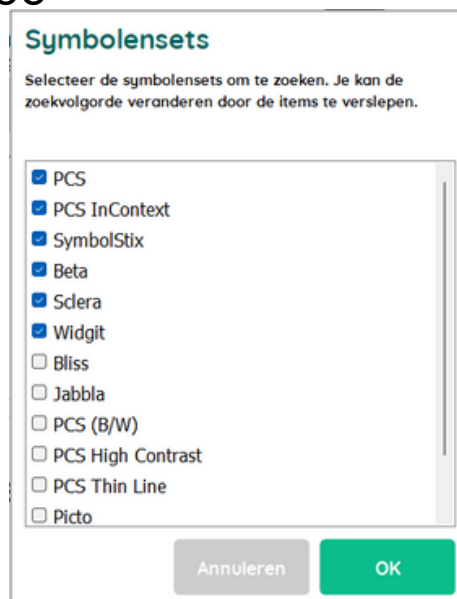 Symbolensets
Selecteer de symbolensets om te zoeken. Je kan de
zoekvolgorde veranderen door de items te verslepen.
PCS
PCS InContext
SymbolStix
Beta
Sclera
Widgit
Bliss
Jabbla
PCS (B/W)
PCS High Contrast
PCS Thin Line
Picto
Annuleren
OK